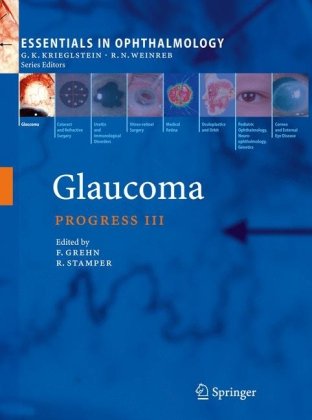 ESSENTIALS IN OPHTHALMOLOGY
G. K. KRIEGLSTEIN · R. N. WEINREB
Series Editors
Glaucoma
Cataract and Refractive Surgery
Uveitis and Immunological Disorders
Vitreo-retinal Surgery
Medical Retina
Oculoplastics and Orbit
Pediatric Ophthalmology, Neuro-ophthalmology, Genetics
Cornea and External Eye Disease
Glaucoma
PROGRESS III
Edited by
F. GREHN
R. STAMPER
Springer